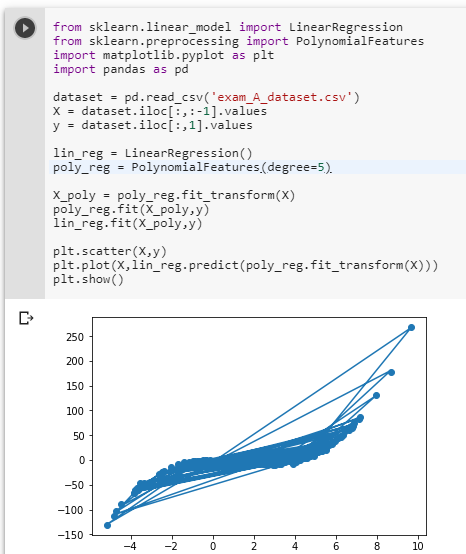 from sklearn.linear_model import LinearRegression
from sklearn.preprocessing import PolynomialFeatures
import matplotlib.pyplot as plt
import pandas as pd
dataset = pd.read_csv('exam_A_dataset.csv')
X = dataset.iloc[:,:-1].values
y = dataset.iloc[:,1].values
lin_reg = LinearRegression()
poly_reg = PolynomialFeatures(degree=5)
X_poly = poly_reg.fit_transform(X)
poly_reg.fit(X_poly,y)
lin_reg.fit(X_poly,y)
plt.scatter(X,y)
plt.plot(X,lin_reg.predict(poly_reg.fit_transform(X)))
plt.show()
250
200
150
100
50
0
−50
−100
−150
−4 −2 0 2 4 6 8 10